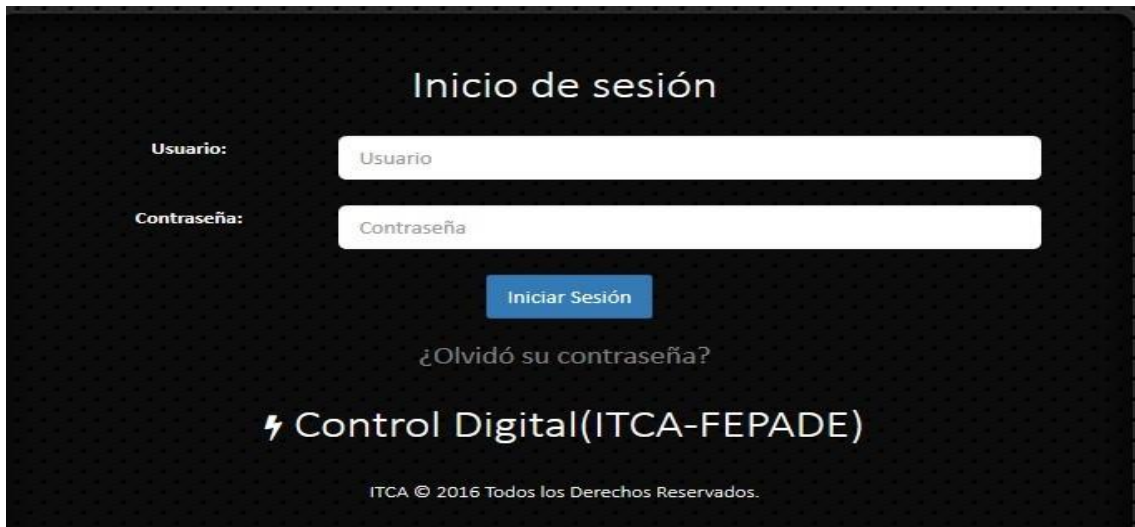 Inicio de sesión
Usuario:
Usuario
Contraseña:
Contraseña
Iniciar Sesión
¿Olvidó su contraseña?
Control Digital(ITCA-FEPADE)
ITCA © 2016 Todos los Derechos Reservados.